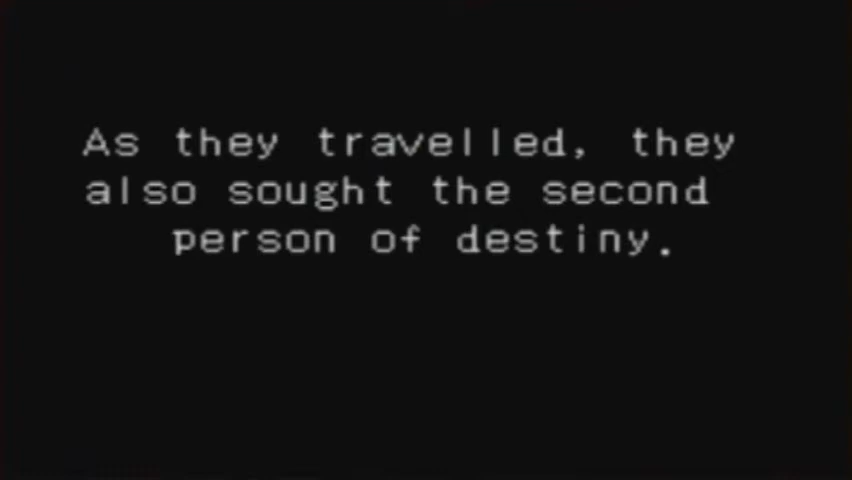 As they travelled, they
also sought the second
person of destiny.